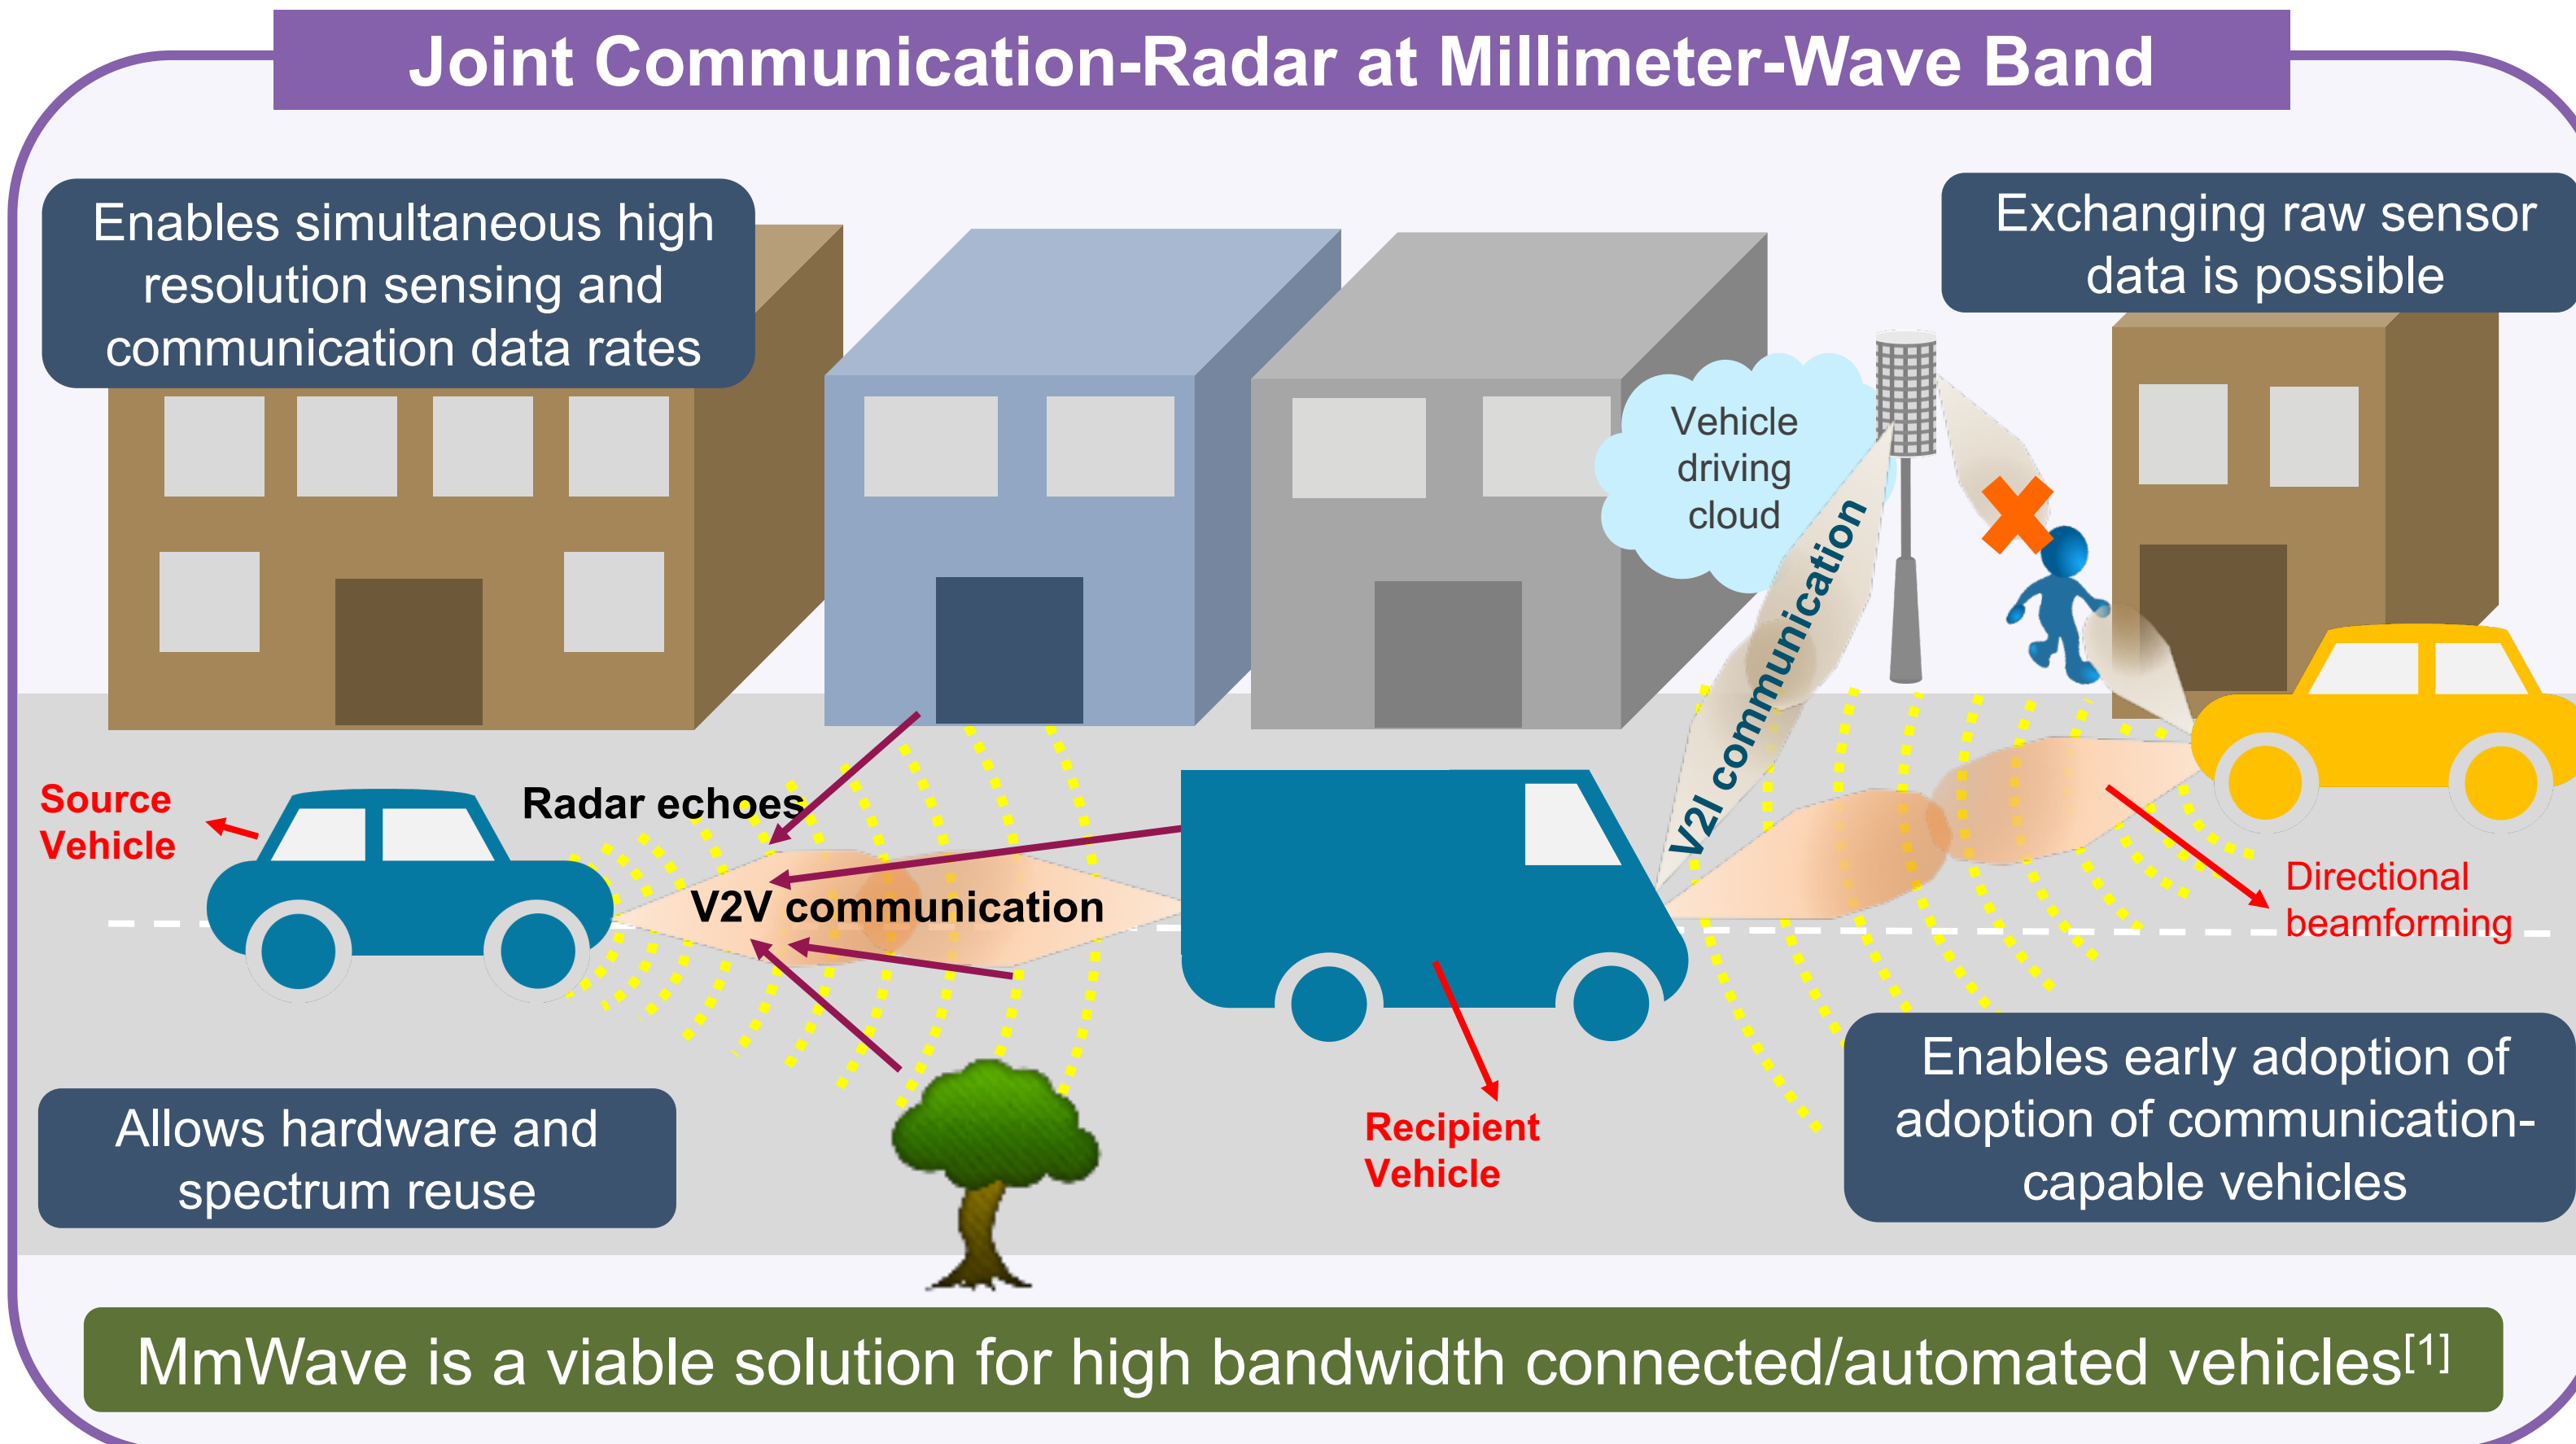 Joint Communication-Radar at Millimeter-Wave Band
Enables simultaneous high
resolution sensing and
communication data rates
Exchanging raw sensor
data is possible
Vehicle
driving
cloud
V2I communication
Source
Vehicle
Radar echoes
V2V communication
Directional
beamforming
Recipient
Vehicle
Allows hardware and
spectrum reuse
Enables early adoption of
adoption of communication-
capable vehicles
MmWave is a viable solution for high bandwidth connected/automated vehicles[1]